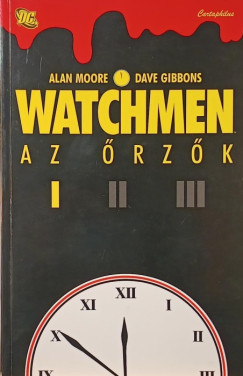 DC
Cartaphilus
ALAN MOORE DAVE GIBBONS
WATCHMEN
AZ ŐRZŐK
I II III
XII
XI I
X II
IX III